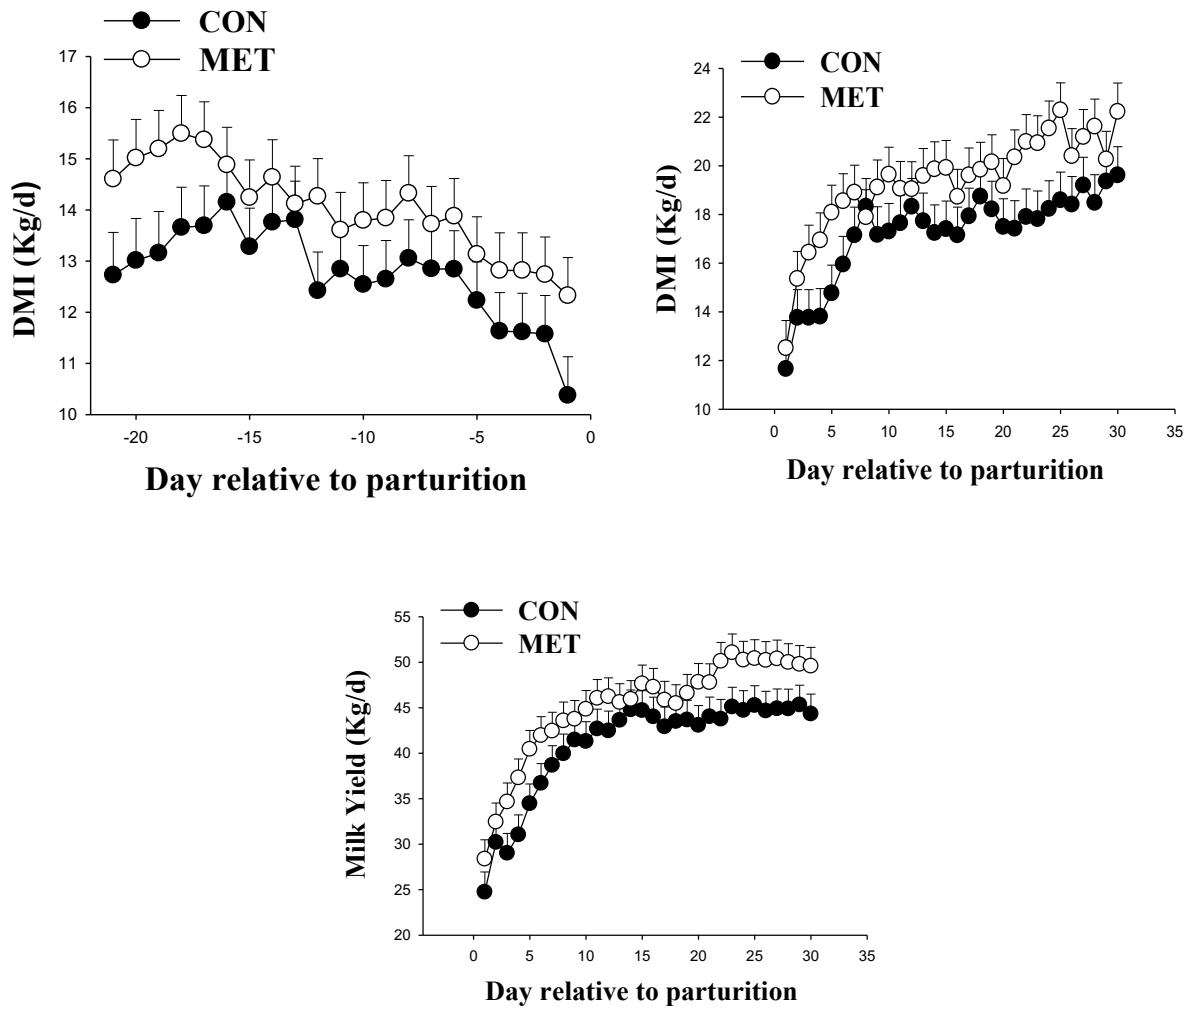 CON
MET
17
16
15
14
13
12
11
10
DMI (Kg/d)
-20 -15 -10 -5 0
Day relative to parturition
CON
MET
24
22
20
18
16
14
12
10
DMI (Kg/d)
0 5 10 15 20 25 30 35
Day relative to parturition
CON
MET
55
50
45
40
35
30
25
20
Milk Yield (Kg/d)
0 5 10 15 20 25 30 35
Day relative to parturition